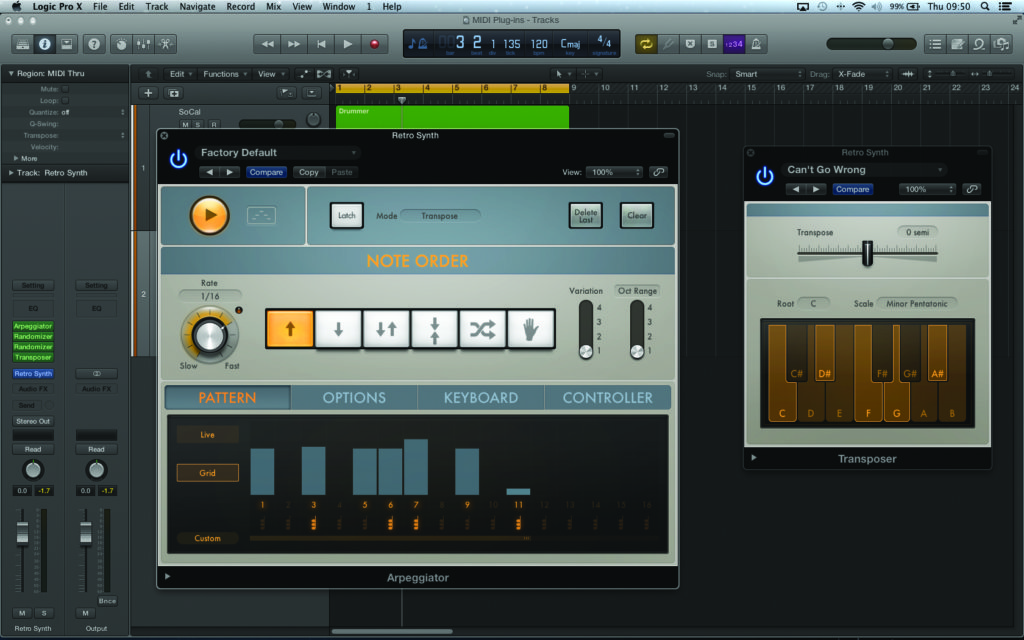 Logic Pro X File Edit Track Navigate Record Mix View Window 1 Help 99% Thu 09:50
MIDI Plug-ins - Tracks
3 2 1 135 120 Cmaj 4/4
1234
Region: MIDI Thru
Mute:
Loop:
Quantize: off
Q-Swing:
Transpose:
Velocity:
More
Track: Retro Synth
Edit Functions View
Snap: Smart Drag: X-Fade
1 2 3 4 5 6 7 8 9 10 11 12 13 14 15 16 17 18 19 20 21 22 23 24
SoCal
M S R
Drummer
1
2
Setting Setting
EQ EQ
Arpeggiator
Randomizer
Randomizer
Transposer
Retro Synth
Audio FX Audio FX
Send
Stereo Out
Read Read
0.0 -1.7 0.0 -1.7
Bnce
M S M
Retro Synth Output
Retro Synth
Factory Default
Compare Copy Paste View: 100%
Latch Mode Transpose Delete Last Clear
NOTE ORDER
Rate
1/16
Slow Fast
Variation Oct Range
4 4
3 3
2 2
1 1
PATTERN OPTIONS KEYBOARD CONTROLLER
Live
Grid
Custom
1 2 3 4 5 6 7 8 9 10 11 12 13 14 15 16
Arpeggiator
Retro Synth
Can't Go Wrong
Compare 100%
Transpose 0 semi
Root C Scale Minor Pentatonic
C# D# F# G# A#
C D E F G A B
Transposer